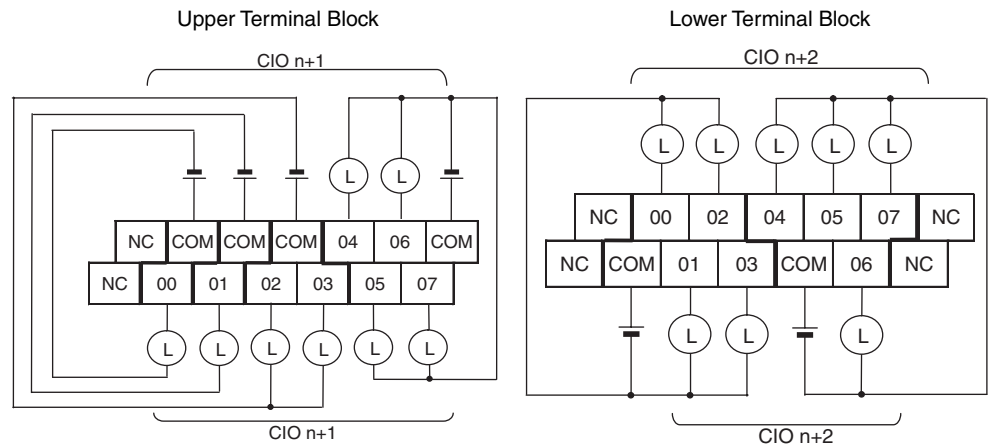 Upper Terminal Block
CIO n+1
L L
NC COM COM COM 04 06 COM
NC 00 01 02 03 05 07
L L L L L L
CIO n+1
Lower Terminal Block
CIO n+2
L L L L L
NC 00 02 04 05 07 NC
NC COM 01 03 COM 06 NC
L L L
CIO n+2